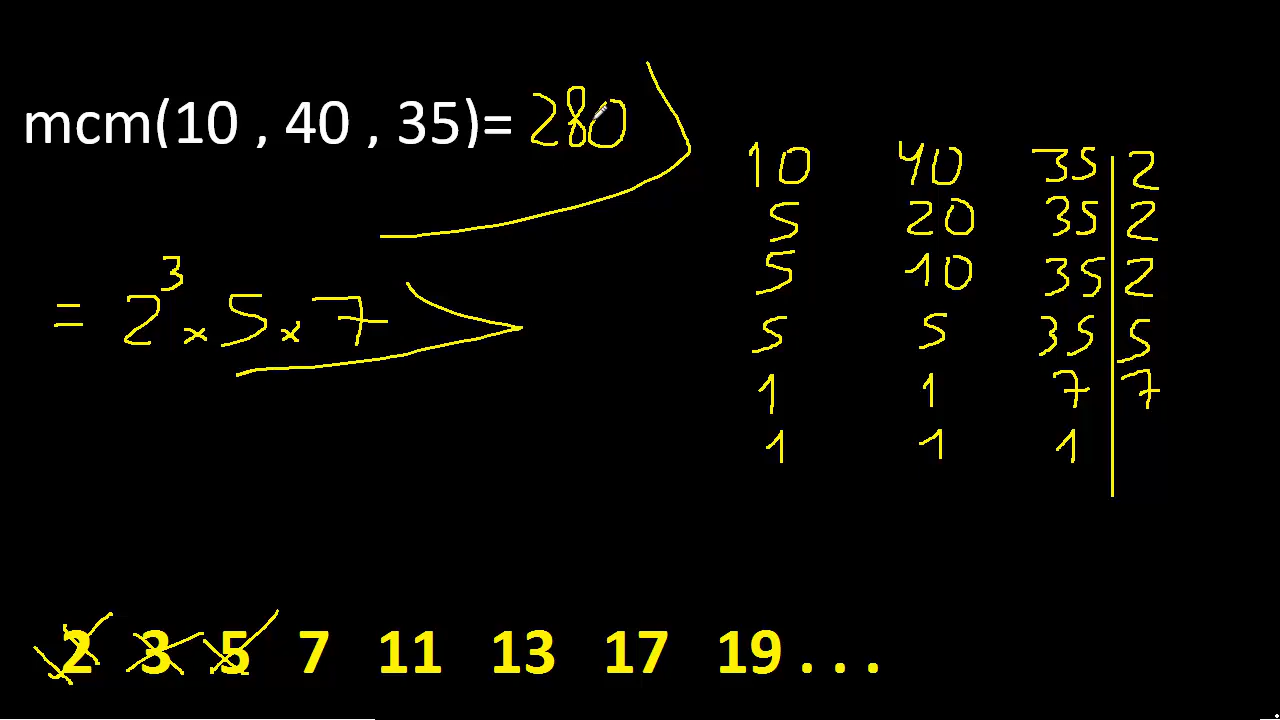 mcm(10 , 40 , 35)= 280
= 2³ × 5 × 7
10 40 35 | 2
5 20 35 | 2
5 10 35 | 2
5 5 35 | 5
1 1 7 | 7
1 1 1 |
2 3 5 7 11 13 17 19 . . .